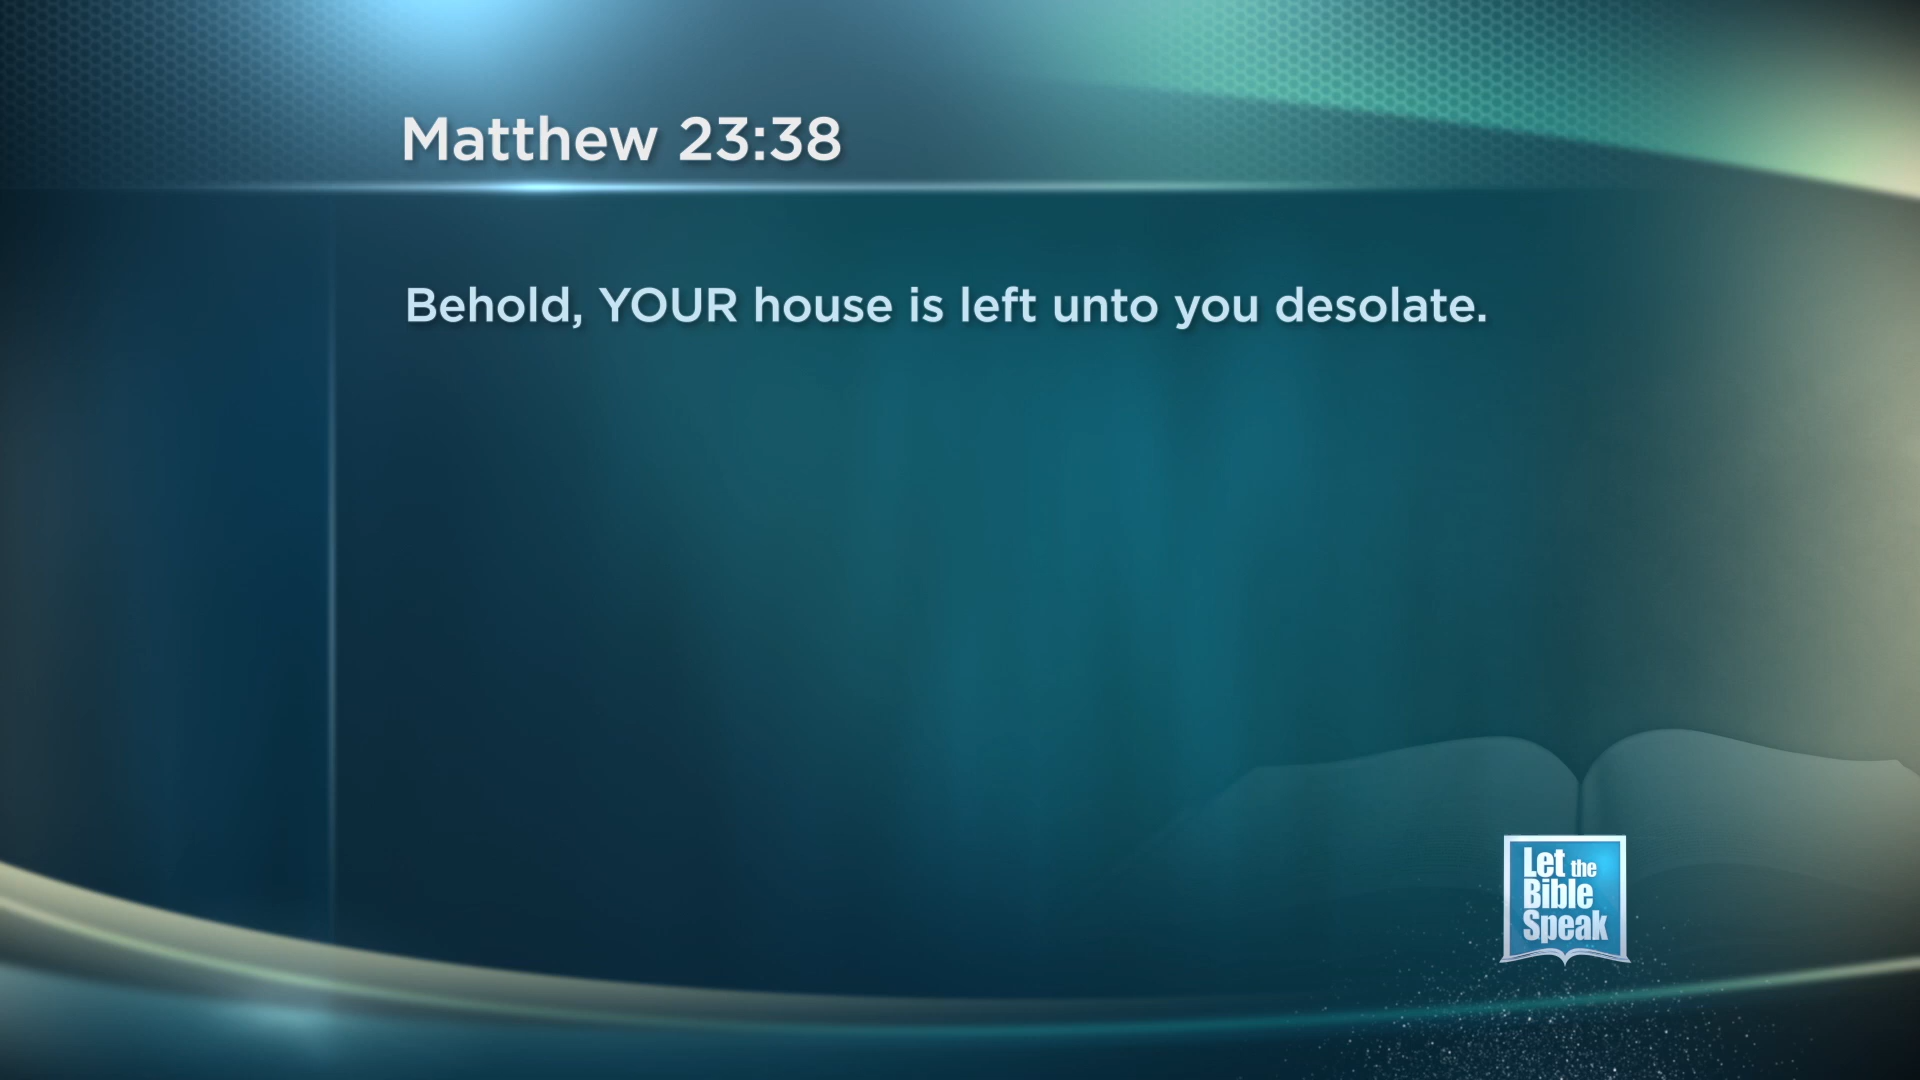 Matthew 23:38
Behold, YOUR house is left unto you desolate.
Let the
Bible
Speak